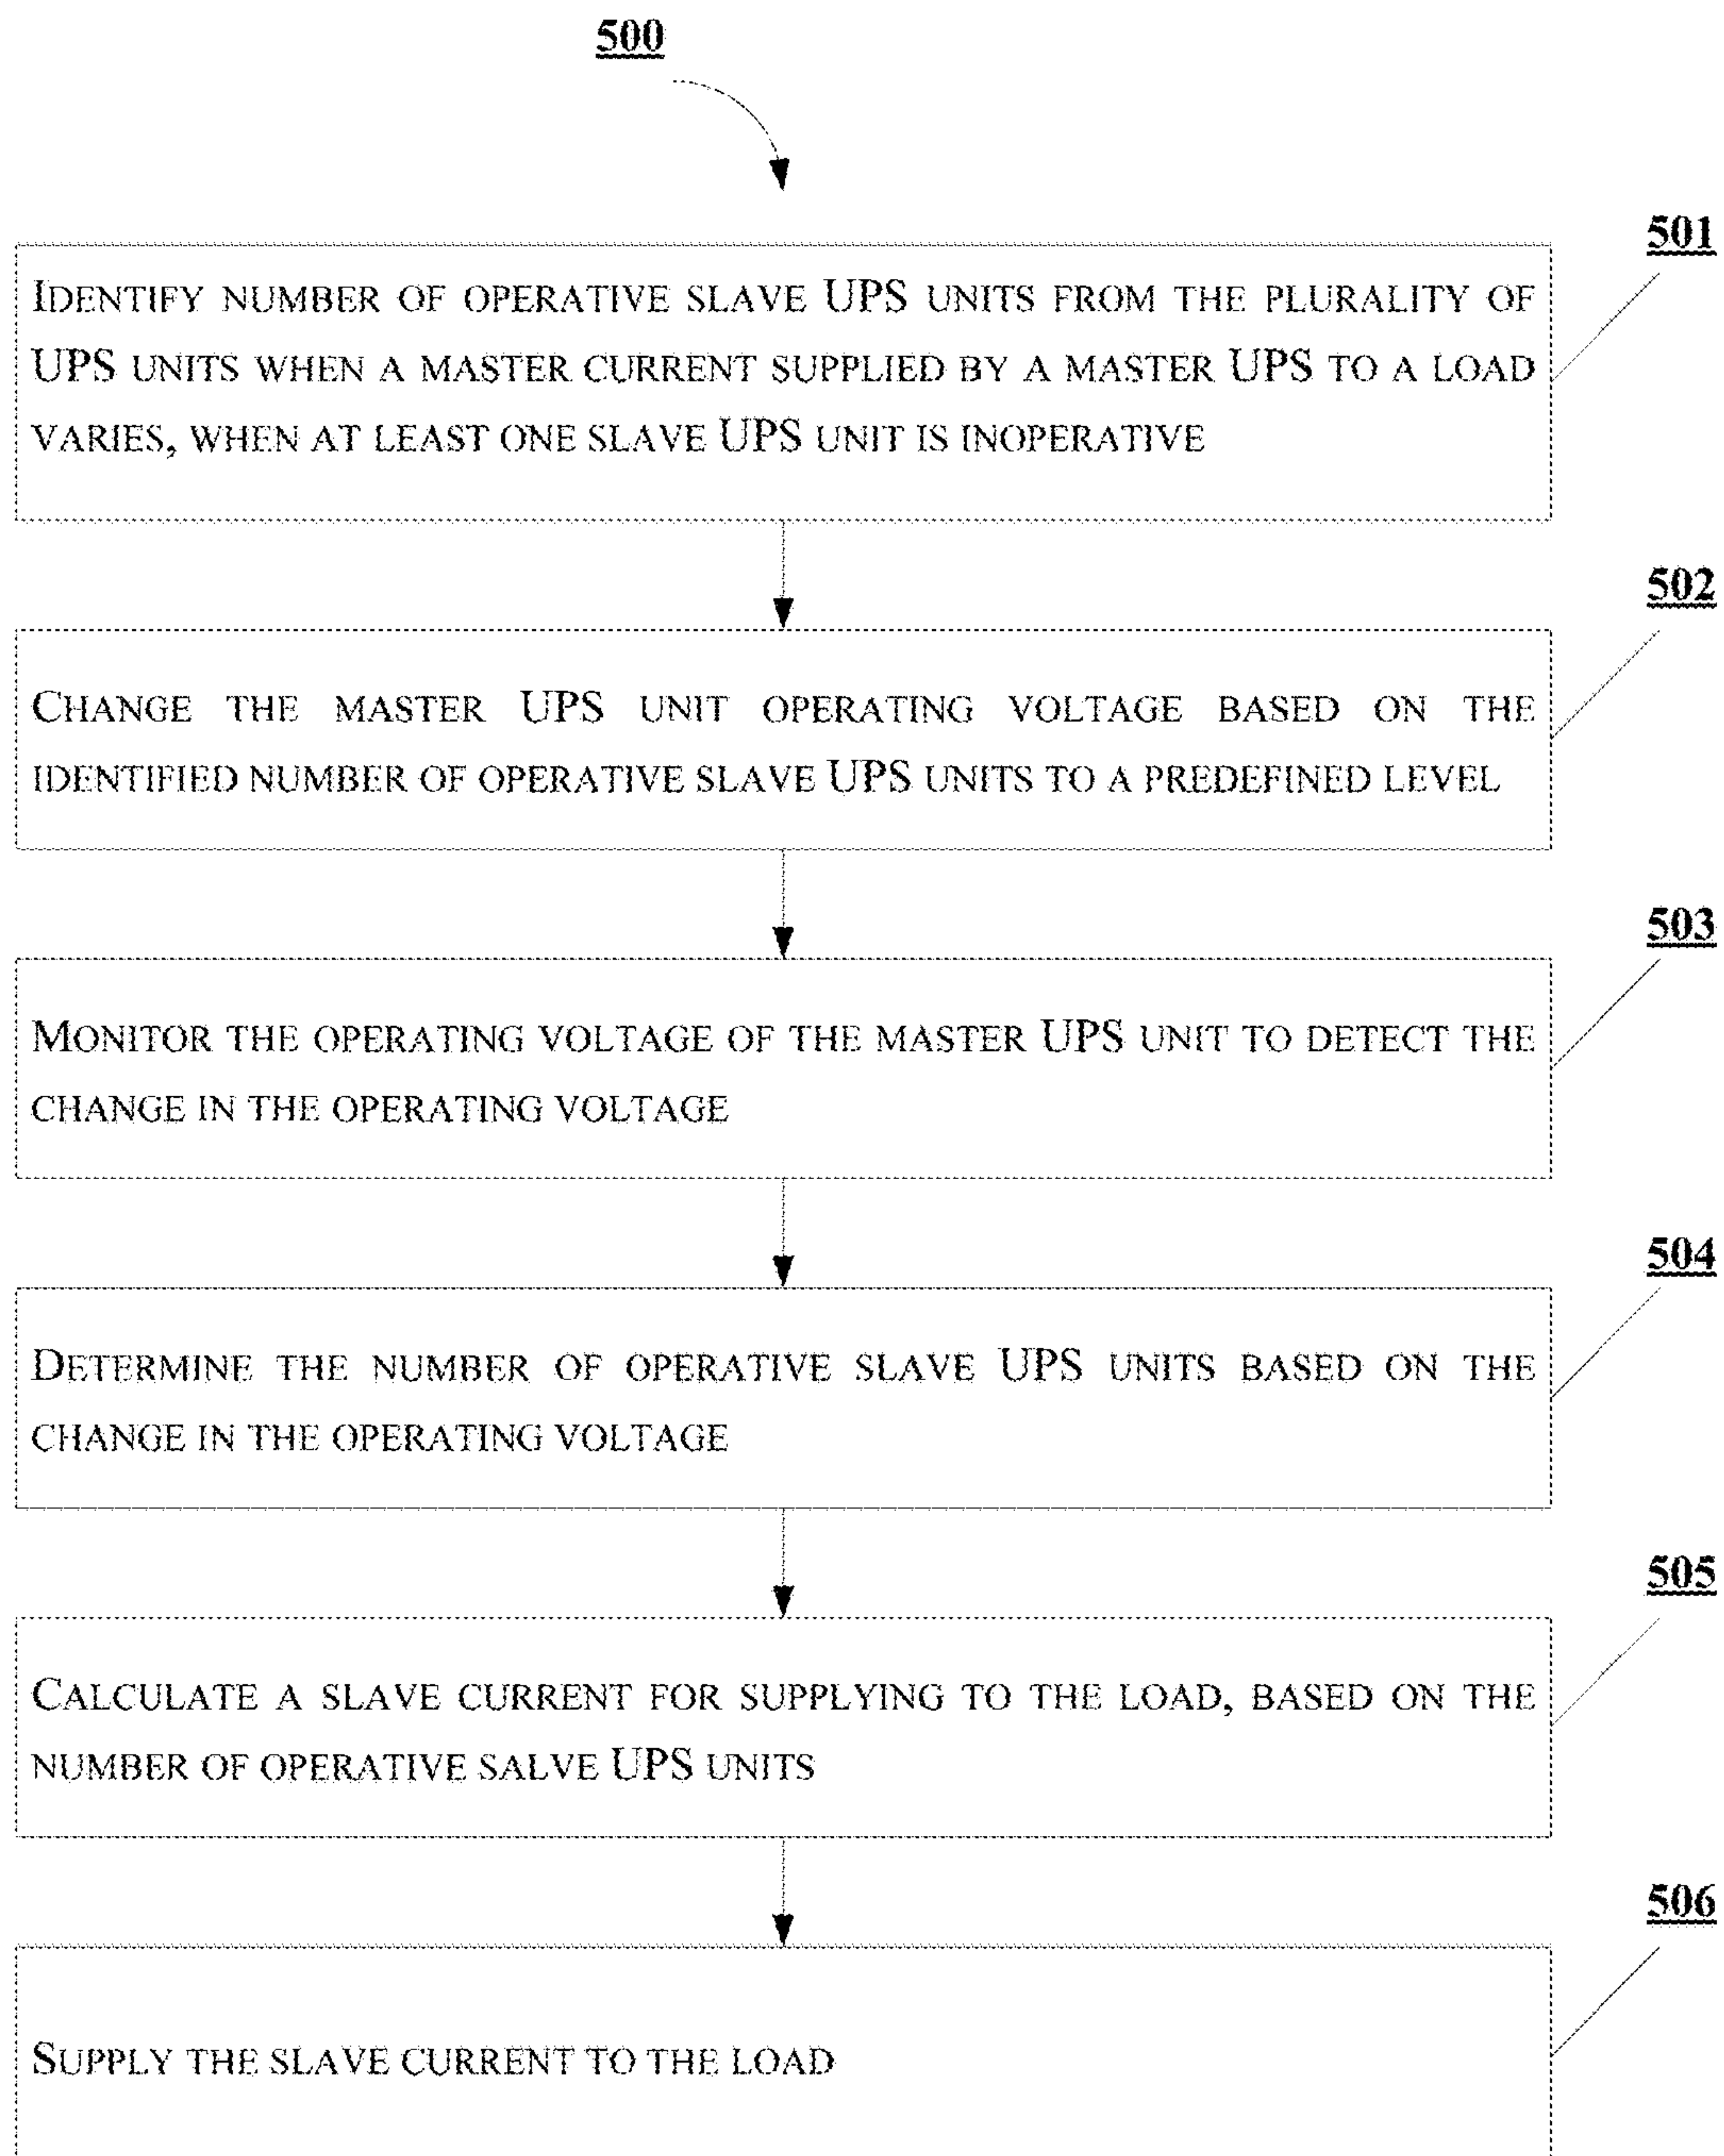 500
501
IDENTIFY NUMBER OF OPERATIVE SLAVE UPS UNITS FROM THE PLURALITY OF
UPS UNITS WHEN A MASTER CURRENT SUPPLIED BY A MASTER UPS TO A LOAD
VARIES, WHEN AT LEAST ONE SLAVE UPS UNIT IS INOPERATIVE
502
CHANGE THE MASTER UPS UNIT OPERATING VOLTAGE BASED ON THE
IDENTIFIED NUMBER OF OPERATIVE SLAVE UPS UNITS TO A PREDEFINED LEVEL
503
MONITOR THE OPERATING VOLTAGE OF THE MASTER UPS UNIT TO DETECT THE
CHANGE IN THE OPERATING VOLTAGE
504
DETERMINE THE NUMBER OF OPERATIVE SLAVE UPS UNITS BASED ON THE
CHANGE IN THE OPERATING VOLTAGE
505
CALCULATE A SLAVE CURRENT FOR SUPPLYING TO THE LOAD, BASED ON THE
NUMBER OF OPERATIVE SALVE UPS UNITS
506
SUPPLY THE SLAVE CURRENT TO THE LOAD